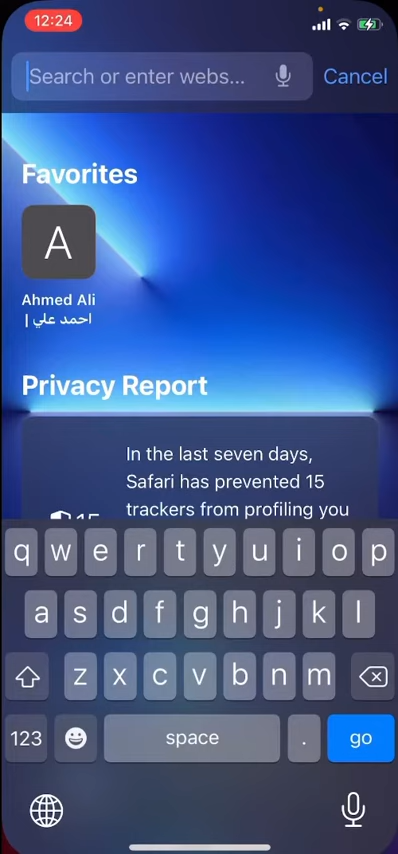 12:24
Search or enter webs...
Cancel
Favorites
A
Ahmed Ali
احمد علي |
Privacy Report
In the last seven days,
Safari has prevented 15
trackers from profiling you
15
q w e r t y u i o p
a s d f g h j k l
z x c v b n m
123 space . go